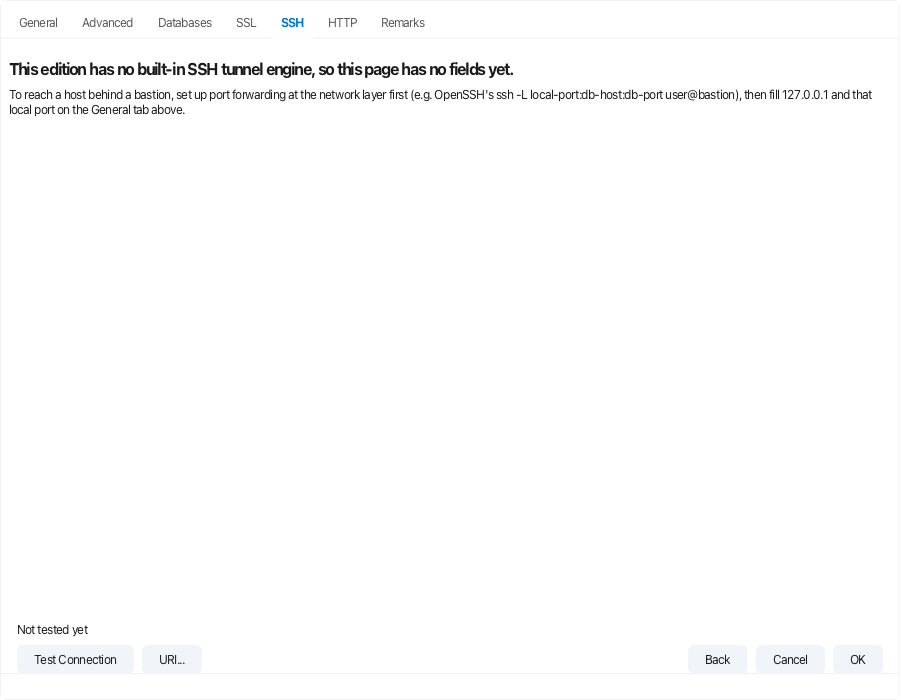 General Advanced Databases SSL SSH HTTP Remarks
This edition has no built-in SSH tunnel engine, so this page has no fields yet.
To reach a host behind a bastion, set up port forwarding at the network layer first (e.g. OpenSSH's ssh -L local-port:db-host:db-port user@bastion), then fill 127.0.0.1 and that
local port on the General tab above.
Not tested yet
Test Connection URI... Back Cancel OK